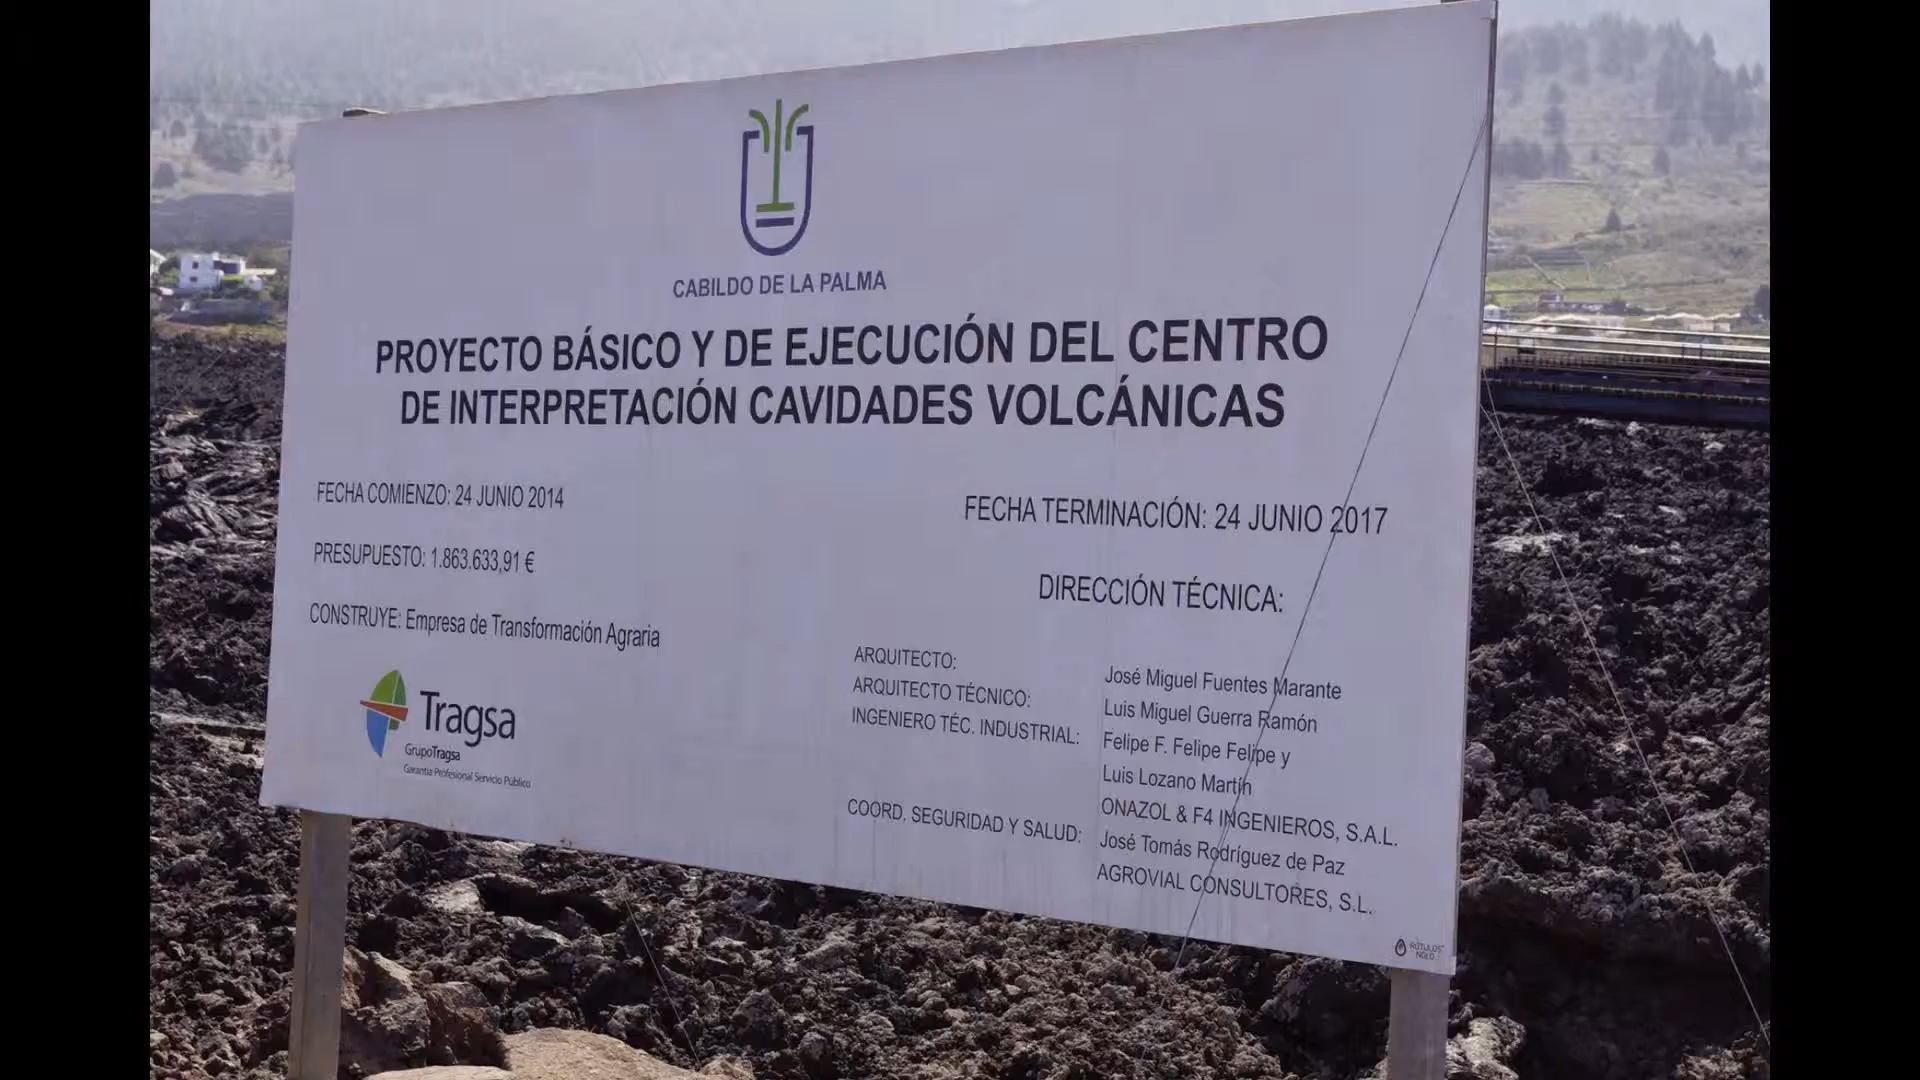 CABILDO DE LA PALMA
PROYECTO BÁSICO Y DE EJECUCIÓN DEL CENTRO
DE INTERPRETACIÓN CAVIDADES VOLCÁNICAS
FECHA COMIENZO: 24 JUNIO 2014
FECHA TERMINACIÓN: 24 JUNIO 2017
PRESUPUESTO: 1.863.633,91 €
CONSTRUYE: Empresa de Transformación Agraria
Tragsa
GrupoTragsa
Garantía Profesional Servicio Público
DIRECCIÓN TÉCNICA:
ARQUITECTO: José Miguel Fuentes Marante
ARQUITECTO TÉCNICO: Luis Miguel Guerra Ramón
INGENIERO TÉC. INDUSTRIAL: Felipe F. Felipe Felipe y
Luis Lozano Martín
ONAZOL & F4 INGENIEROS, S.A.L.
COORD. SEGURIDAD Y SALUD: José Tomás Rodríguez de Paz
AGROVIAL CONSULTORES, S.L.
RÓTULOS